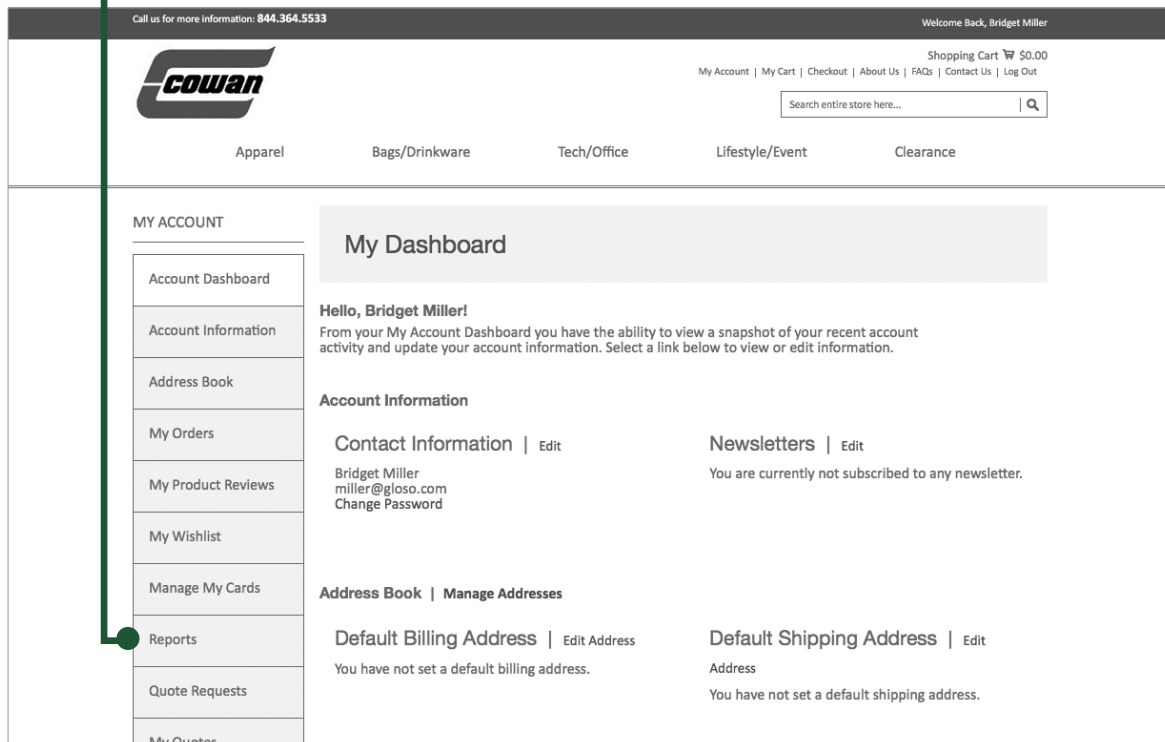 Call us for more information: 844.364.5533
Welcome Back, Bridget Miller
cowan
Shopping Cart $0.00
My Account | My Cart | Checkout | About Us | FAQs | Contact Us | Log Out
Search entire store here...
Apparel Bags/Drinkware Tech/Office Lifestyle/Event Clearance
MY ACCOUNT
Account Dashboard
Account Information
Address Book
My Orders
My Product Reviews
My Wishlist
Manage My Cards
Reports
Quote Requests
My Quotes
My Dashboard
Hello, Bridget Miller!
From your My Account Dashboard you have the ability to view a snapshot of your recent account
activity and update your account information. Select a link below to view or edit information.
Account Information
Contact Information | Edit
Bridget Miller
miller@gloso.com
Change Password
Newsletters | Edit
You are currently not subscribed to any newsletter.
Address Book | Manage Addresses
Default Billing Address | Edit Address
You have not set a default billing address.
Default Shipping Address | Edit
Address
You have not set a default shipping address.